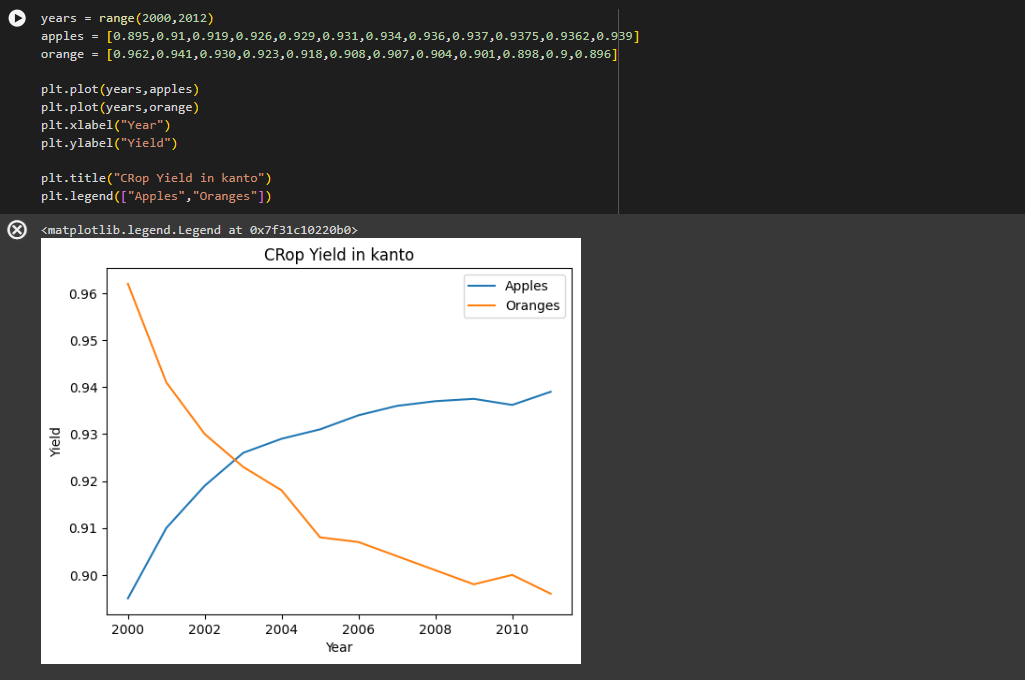 years = range(2000,2012)
apples = [0.895,0.91,0.919,0.926,0.929,0.931,0.934,0.936,0.937,0.9375,0.9362,0.939]
orange = [0.962,0.941,0.930,0.923,0.918,0.908,0.907,0.904,0.901,0.898,0.9,0.896]
plt.plot(years,apples)
plt.plot(years,orange)
plt.xlabel("Year")
plt.ylabel("Yield")
plt.title("CRop Yield in kanto")
plt.legend(["Apples","Oranges"])
<matplotlib.legend.Legend at 0x7f31c10220b0>
CRop Yield in kanto
Apples
Oranges
0.96
0.95
0.94
0.93
0.92
0.91
0.90
Yield
2000 2002 2004 2006 2008 2010
Year